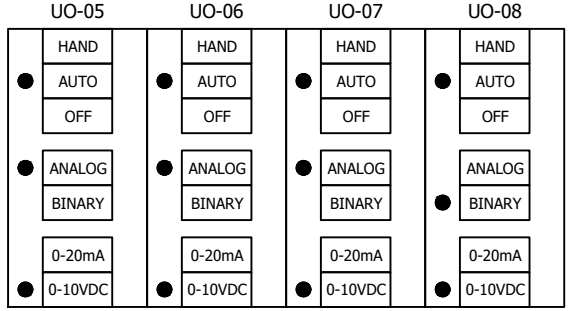 UO-05 UO-06 UO-07 UO-08
HAND HAND HAND HAND
AUTO AUTO AUTO AUTO
OFF OFF OFF OFF
ANALOG ANALOG ANALOG ANALOG
BINARY BINARY BINARY BINARY
0-20mA 0-20mA 0-20mA 0-20mA
0-10VDC 0-10VDC 0-10VDC 0-10VDC